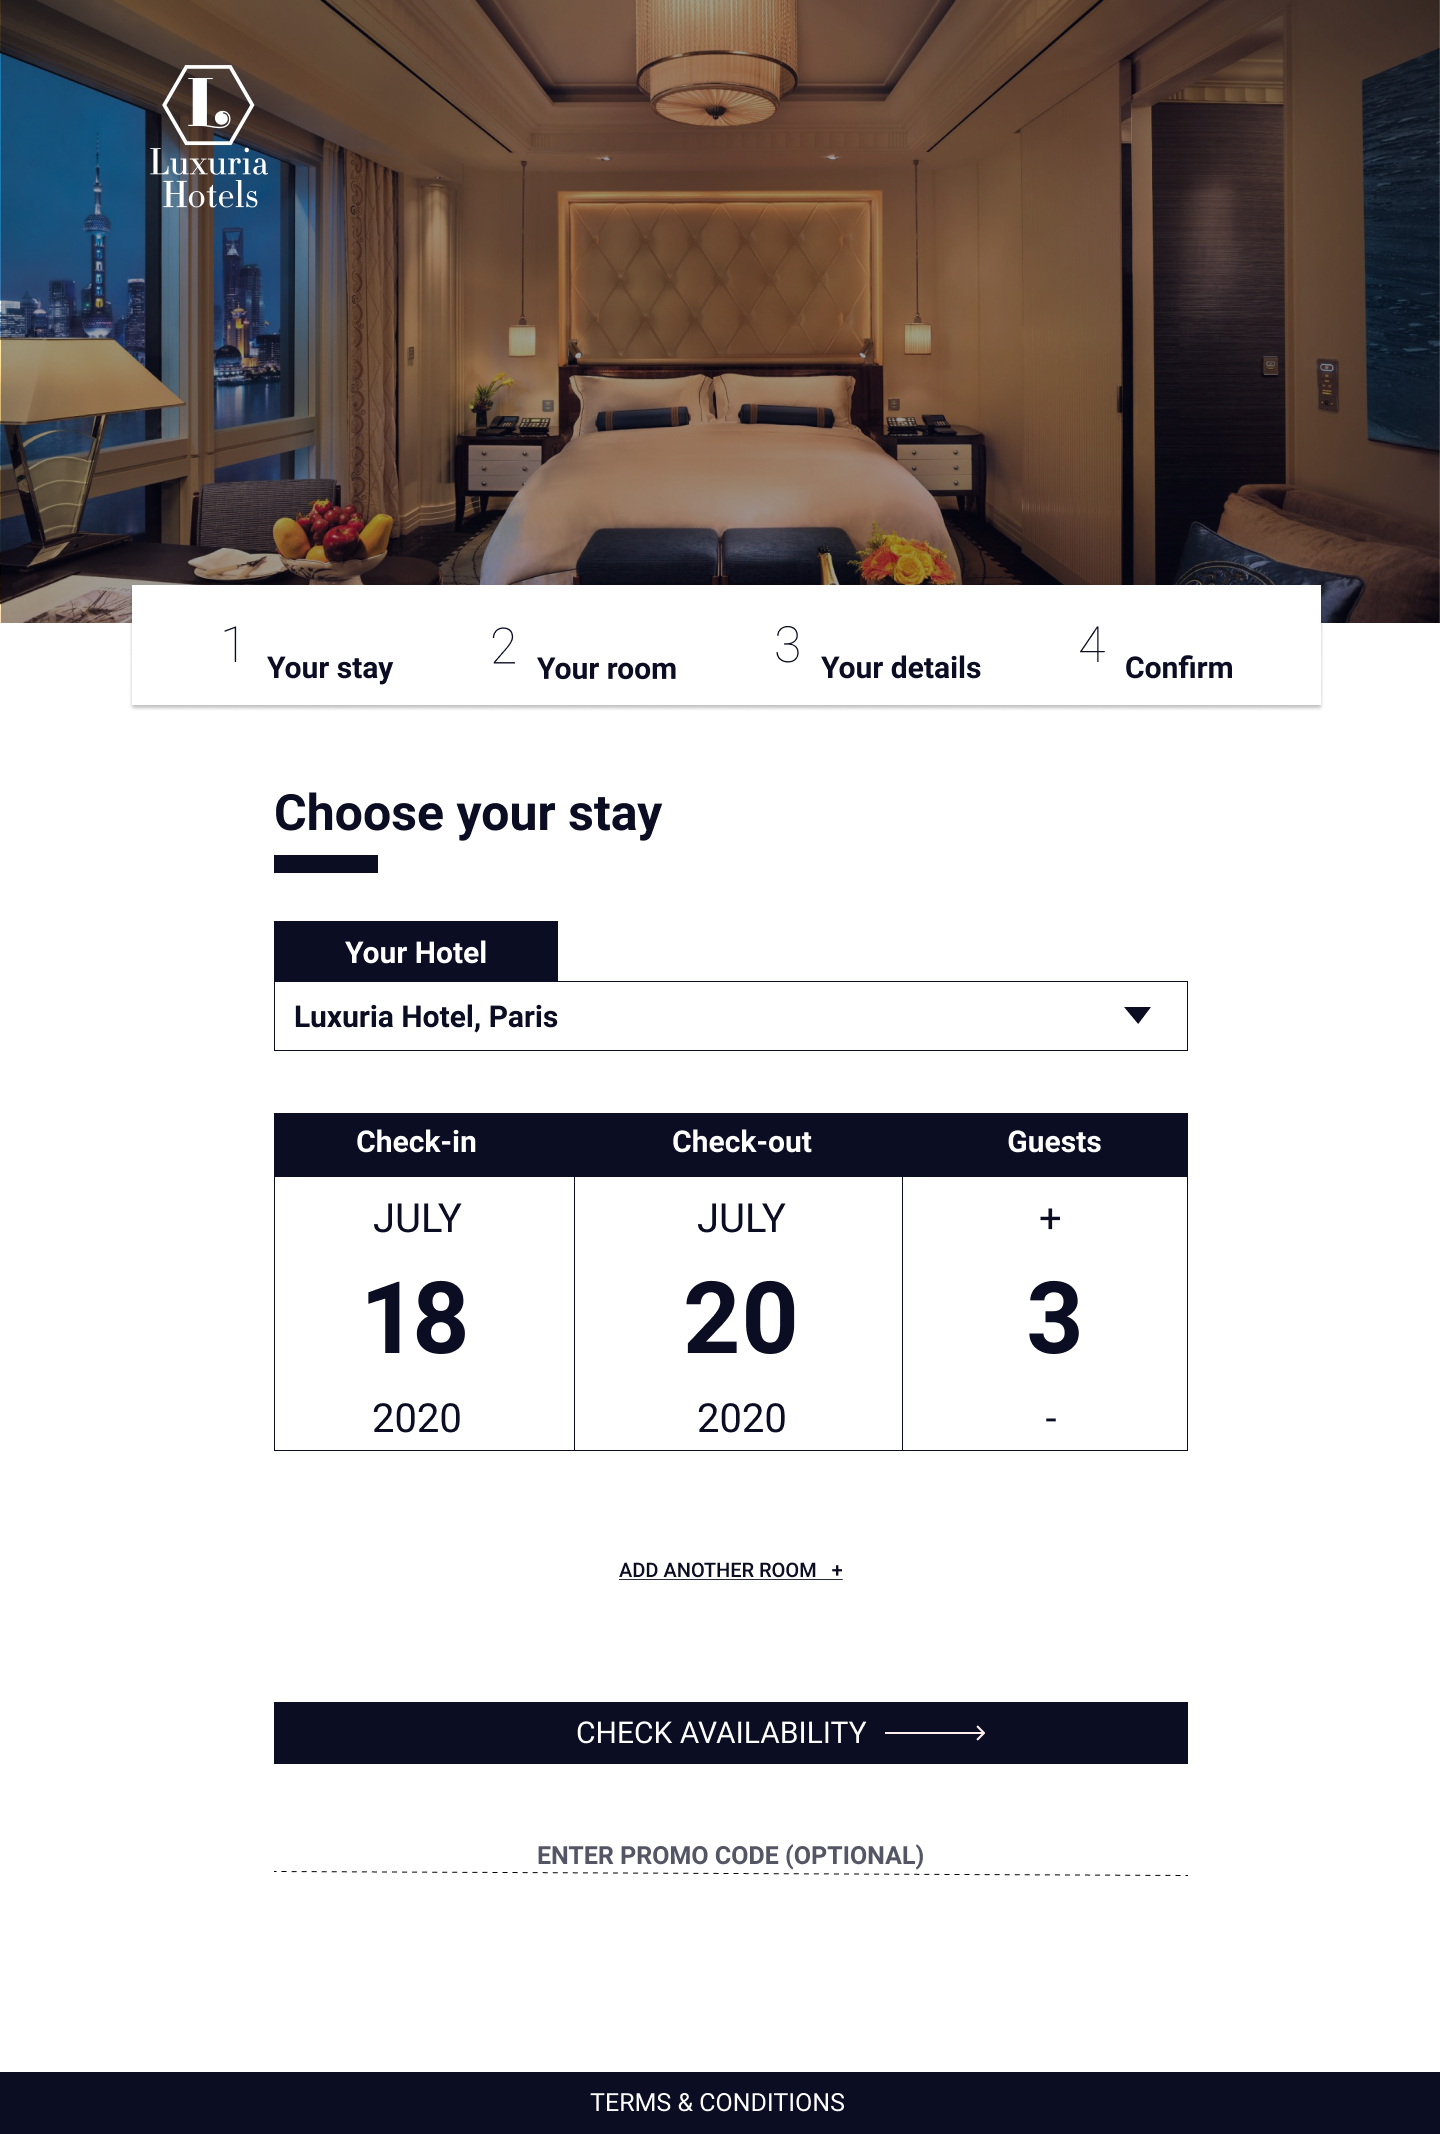 L
Luxuria
Hotels
1 Your stay
2 Your room
3 Your details
4 Confirm
Choose your stay
Your Hotel
Luxuria Hotel, Paris
Check-in Check-out Guests
JULY JULY +
18 20 3
2020 2020 -
ADD ANOTHER ROOM +
CHECK AVAILABILITY
ENTER PROMO CODE (OPTIONAL)
TERMS & CONDITIONS